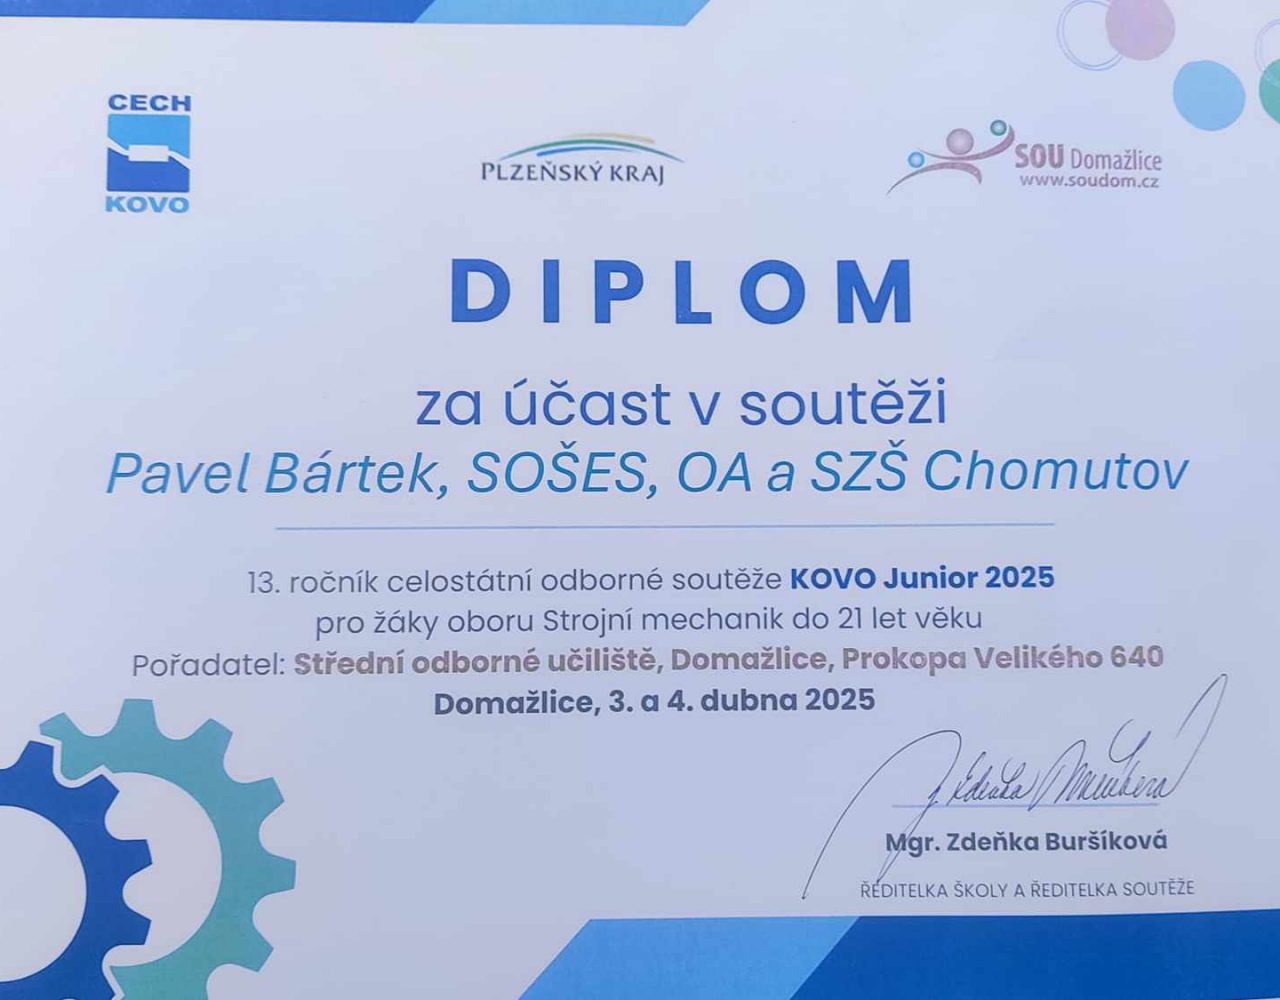 CECH
KOVO
PLZEŇSKÝ KRAJ
SOU Domažlice
www.soudom.cz
DIPLOM
za účast v soutěži
Pavel Bártek, SOŠES, OA a SZŠ Chomutov
13. ročník celostátní odborné soutěže KOVO Junior 2025
pro žáky oboru Strojní mechanik do 21 let věku
Pořadatel: Střední odborné učiliště, Domažlice, Prokopa Velikého 640
Domažlice, 3. a 4. dubna 2025
Mgr. Zdeňka Buršíková
ŘEDITELKA ŠKOLY A ŘEDITELKA SOUTĚŽE